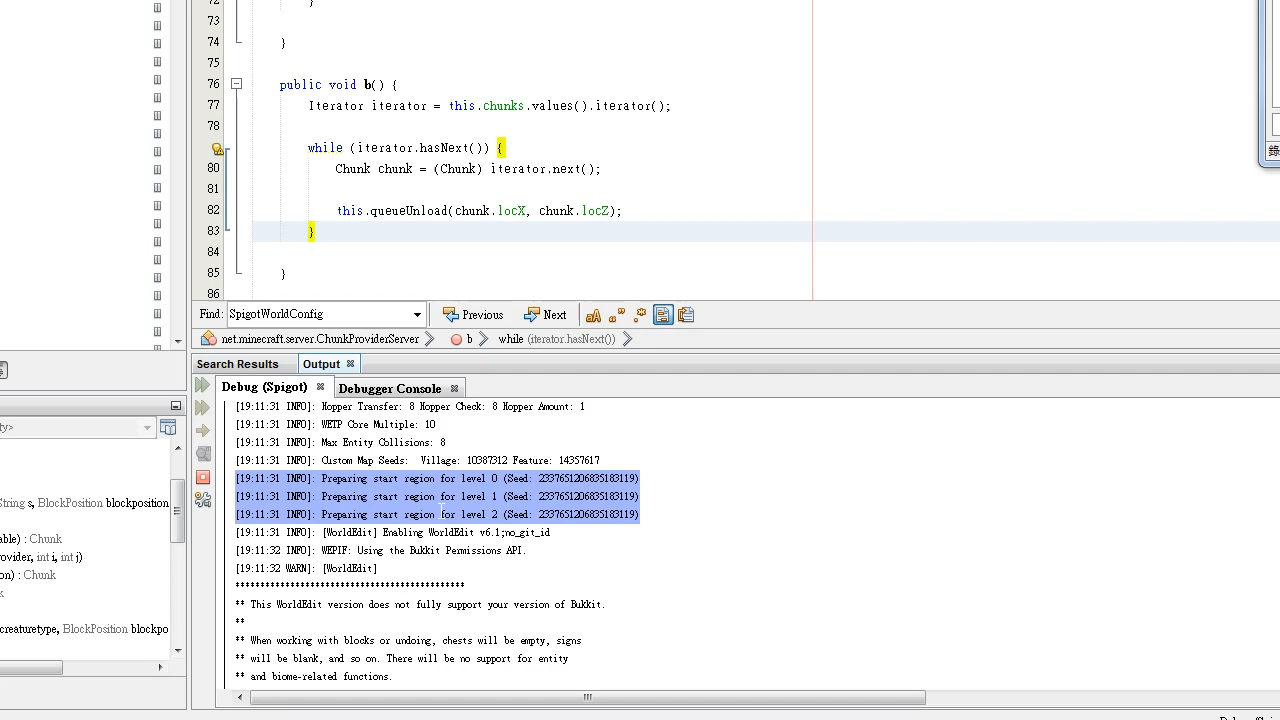 72 }
73
74 }
75
76 public void b() {
77 Iterator iterator = this.chunks.values().iterator();
78
while (iterator.hasNext()) {
80 Chunk chunk = (Chunk) iterator.next();
81
82 this.queueUnload(chunk.locX, chunk.locZ);
83 }
84
85 }
86
Find: SpigotWorldConfig Previous Next
net.minecraft.server.ChunkProviderServer b while (iterator.hasNext())
Search Results Output
Debug (Spigot) Debugger Console
[19:11:31 INFO]: Hopper Transfer: 8 Hopper Check: 8 Hopper Amount: 1
[19:11:31 INFO]: WETP Core Multiple: 10
[19:11:31 INFO]: Max Entity Collisions: 8
[19:11:31 INFO]: Custom Map Seeds: Village: 10387312 Feature: 14357617
[19:11:31 INFO]: Preparing start region for level 0 (Seed: 2337651206835183119)
[19:11:31 INFO]: Preparing start region for level 1 (Seed: 2337651206835183119)
[19:11:31 INFO]: Preparing start region for level 2 (Seed: 2337651206835183119)
[19:11:31 INFO]: [WorldEdit] Enabling WorldEdit v6.1;no_git_id
[19:11:32 INFO]: WEPIF: Using the Bukkit Permissions API.
[19:11:32 WARN]: [WorldEdit]
**********************************************
** This WorldEdit version does not fully support your version of Bukkit.
**
** When working with blocks or undoing, chests will be empty, signs
** will be blank, and so on. There will be no support for entity
** and biome-related functions.
ty>
String s, BlockPosition blockposition
able) : Chunk
provider, int i, int j)
on) : Chunk
k
creaturetype, BlockPosition blockpo
錄